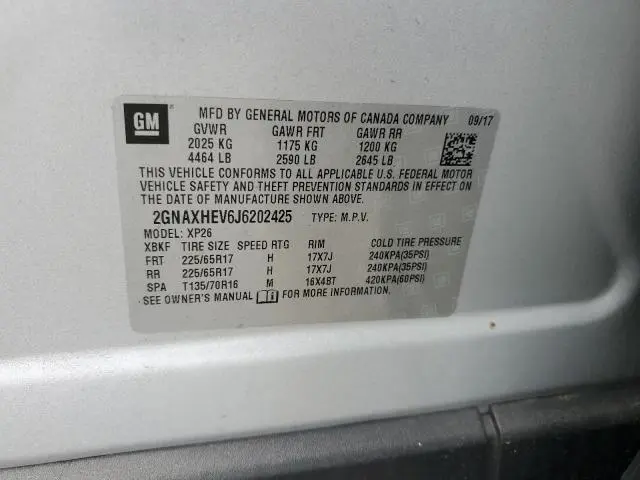 GM
MFD BY GENERAL MOTORS OF CANADA COMPANY 09/17
GVWR GAWR FRT GAWR RR
2025 KG 1175 KG 1200 KG
4464 LB 2590 LB 2645 LB
THIS VEHICLE CONFORMS TO ALL APPLICABLE U.S. FEDERAL MOTOR
VEHICLE SAFETY AND THEFT PREVENTION STANDARDS IN EFFECT ON THE
DATE OF MANUFACTURE SHOWN ABOVE.
2GNAXHEV6J6202425 TYPE: M.P.V.
MODEL: XP26
XBKF TIRE SIZE SPEED RTG RIM COLD TIRE PRESSURE
FRT 225/65R17 H 17X7J 240KPA(35PSI)
RR 225/65R17 H 17X7J 240KPA(35PSI)
SPA T135/70R16 M 16X4BT 420KPA(60PSI)
SEE OWNER'S MANUAL FOR MORE INFORMATION.